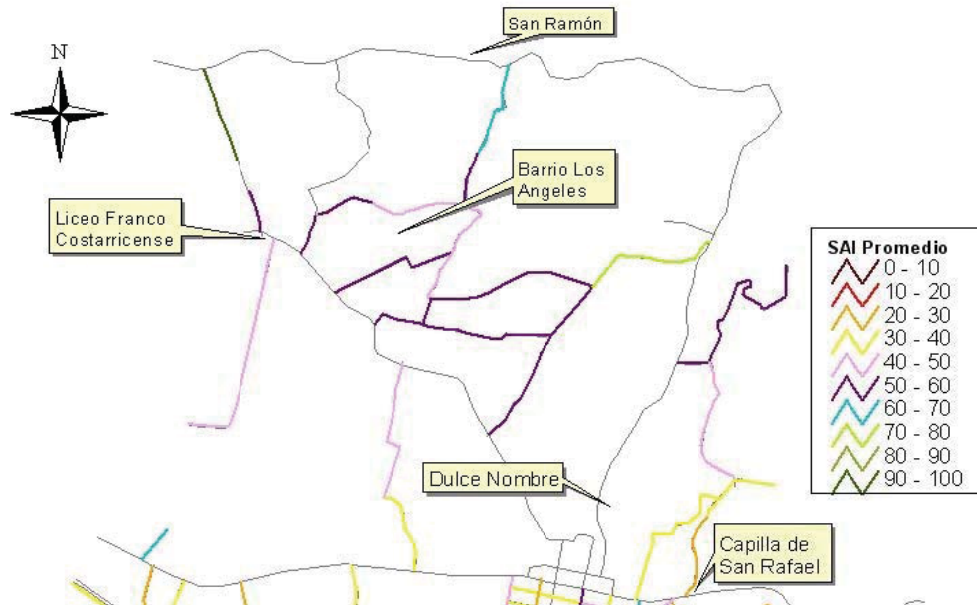 San Ramón
N
Barrio Los
Angeles
Liceo Franco
Costarricense
SAI Promedio
0 - 10
10 - 20
20 - 30
30 - 40
40 - 50
50 - 60
60 - 70
70 - 80
80 - 90
90 - 100
Dulce Nombre
Capilla de
San Rafael